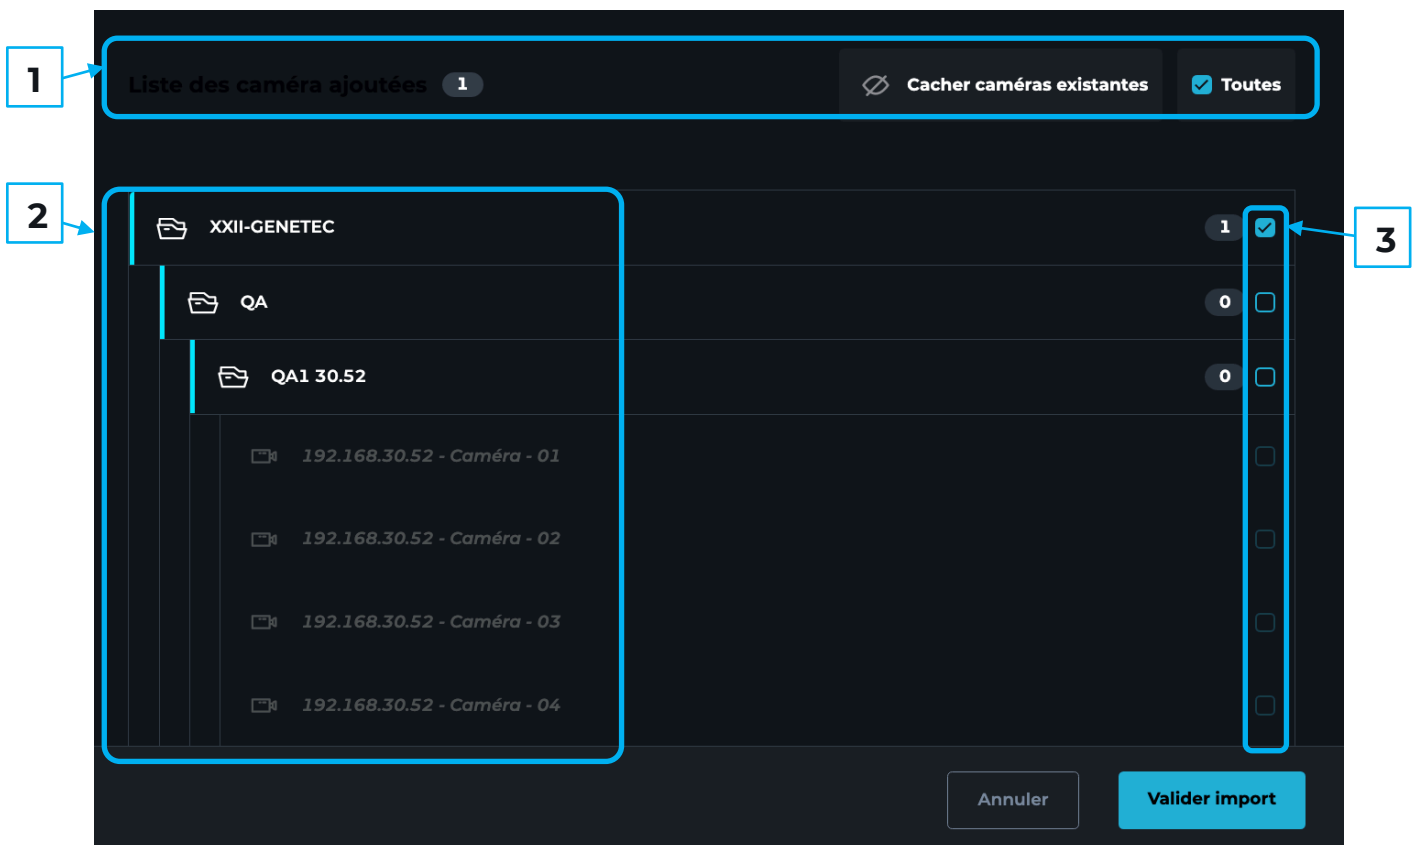 1
Liste des caméra ajoutées 1
Cacher caméras existantes
Toutes
2
XXII-GENETEC 1
3
QA 0
QA1 30.52 0
192.168.30.52 - Caméra - 01
192.168.30.52 - Caméra - 02
192.168.30.52 - Caméra - 03
192.168.30.52 - Caméra - 04
Annuler
Valider import